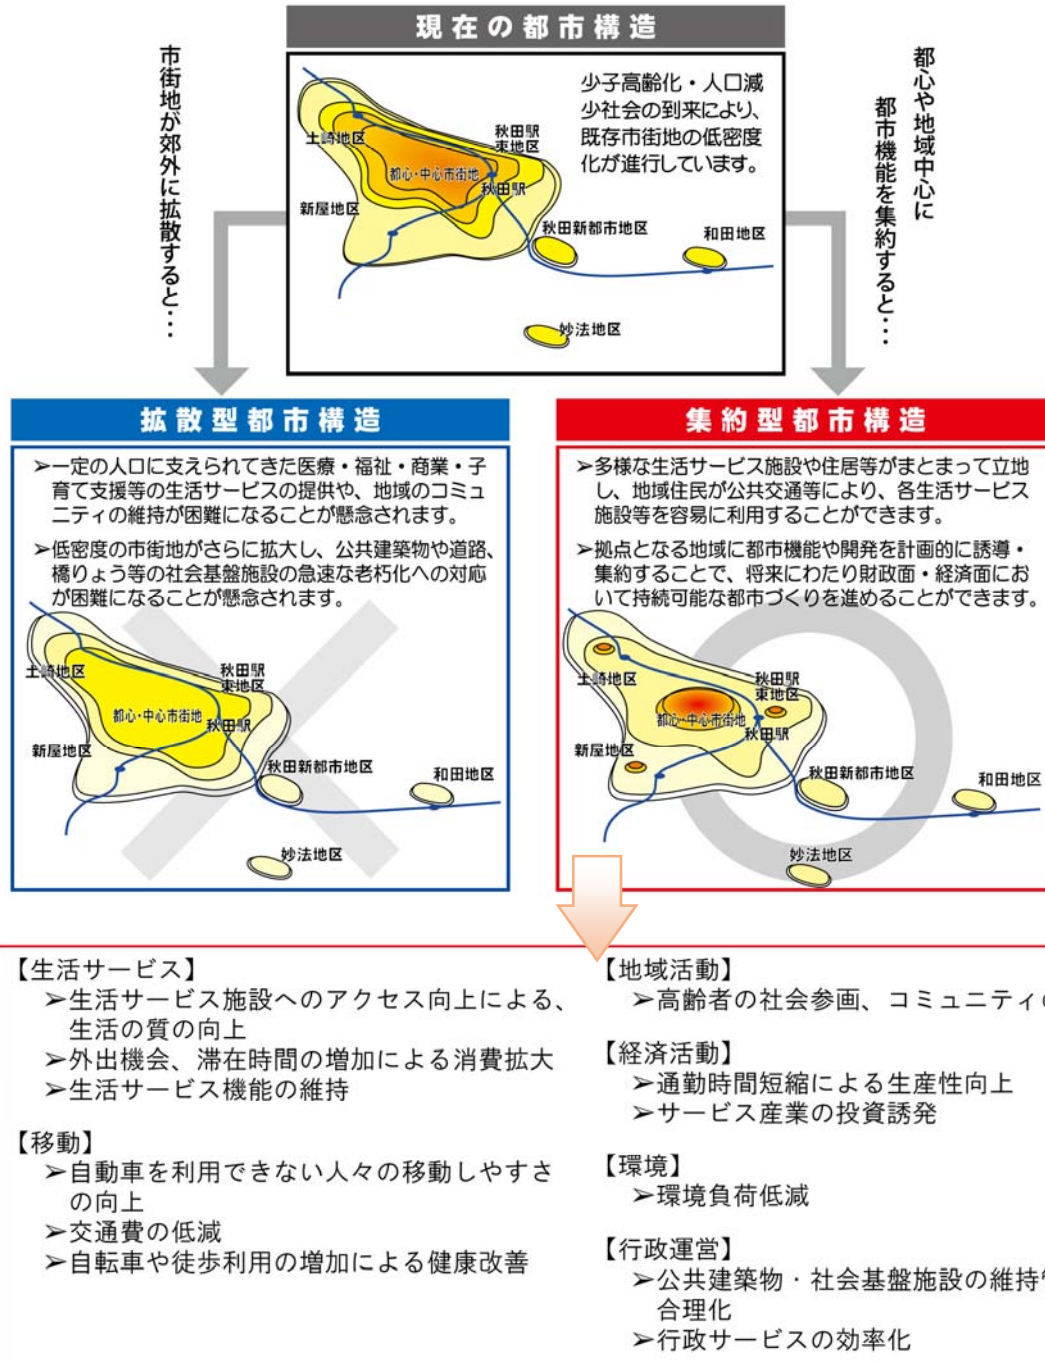 現在の都市構造
市街地が郊外に拡散すると・・・
都心や地域中心に
都市機能を集約すると・・・
少子高齢化・人口減
少社会の到来により、
既存市街地の低密度
化が進行しています。
土崎地区
秋田駅
東地区
都心・中心市街地
秋田駅
新屋地区
秋田新都市地区
和田地区
妙法地区
拡散型都市構造
➢一定の人口に支えられてきた医療・福祉・商業・子
育て支援等の生活サービスの提供や、地域のコミュ
ニティの維持が困難になることが懸念されます。
➢低密度の市街地がさらに拡大し、公共建築物や道路、
橋りょう等の社会基盤施設の急速な老朽化への対応
が困難になることが懸念されます。
土崎地区
秋田駅
東地区
都心・中心市街地
秋田駅
新屋地区
秋田新都市地区
和田地区
妙法地区
集約型都市構造
➢多様な生活サービス施設や住居等がまとまって立地
し、地域住民が公共交通等により、各生活サービス
施設等を容易に利用することができます。
➢拠点となる地域に都市機能や開発を計画的に誘導・
集約することで、将来にわたり財政面・経済面にお
いて持続可能な都市づくりを進めることができます。
土崎地区
秋田駅
東地区
都心・中心市街地
秋田駅
新屋地区
秋田新都市地区
和田地区
妙法地区
【生活サービス】
➢生活サービス施設へのアクセス向上による、
生活の質の向上
➢外出機会、滞在時間の増加による消費拡大
➢生活サービス機能の維持
【移動】
➢自動車を利用できない人々の移動しやすさ
の向上
➢交通費の低減
➢自転車や徒歩利用の増加による健康改善
【地域活動】
➢高齢者の社会参画、コミュニティの
【経済活動】
➢通勤時間短縮による生産性向上
➢サービス産業の投資誘発
【環境】
➢環境負荷低減
【行政運営】
➢公共建築物・社会基盤施設の維持
合理化
➢行政サービスの効率化